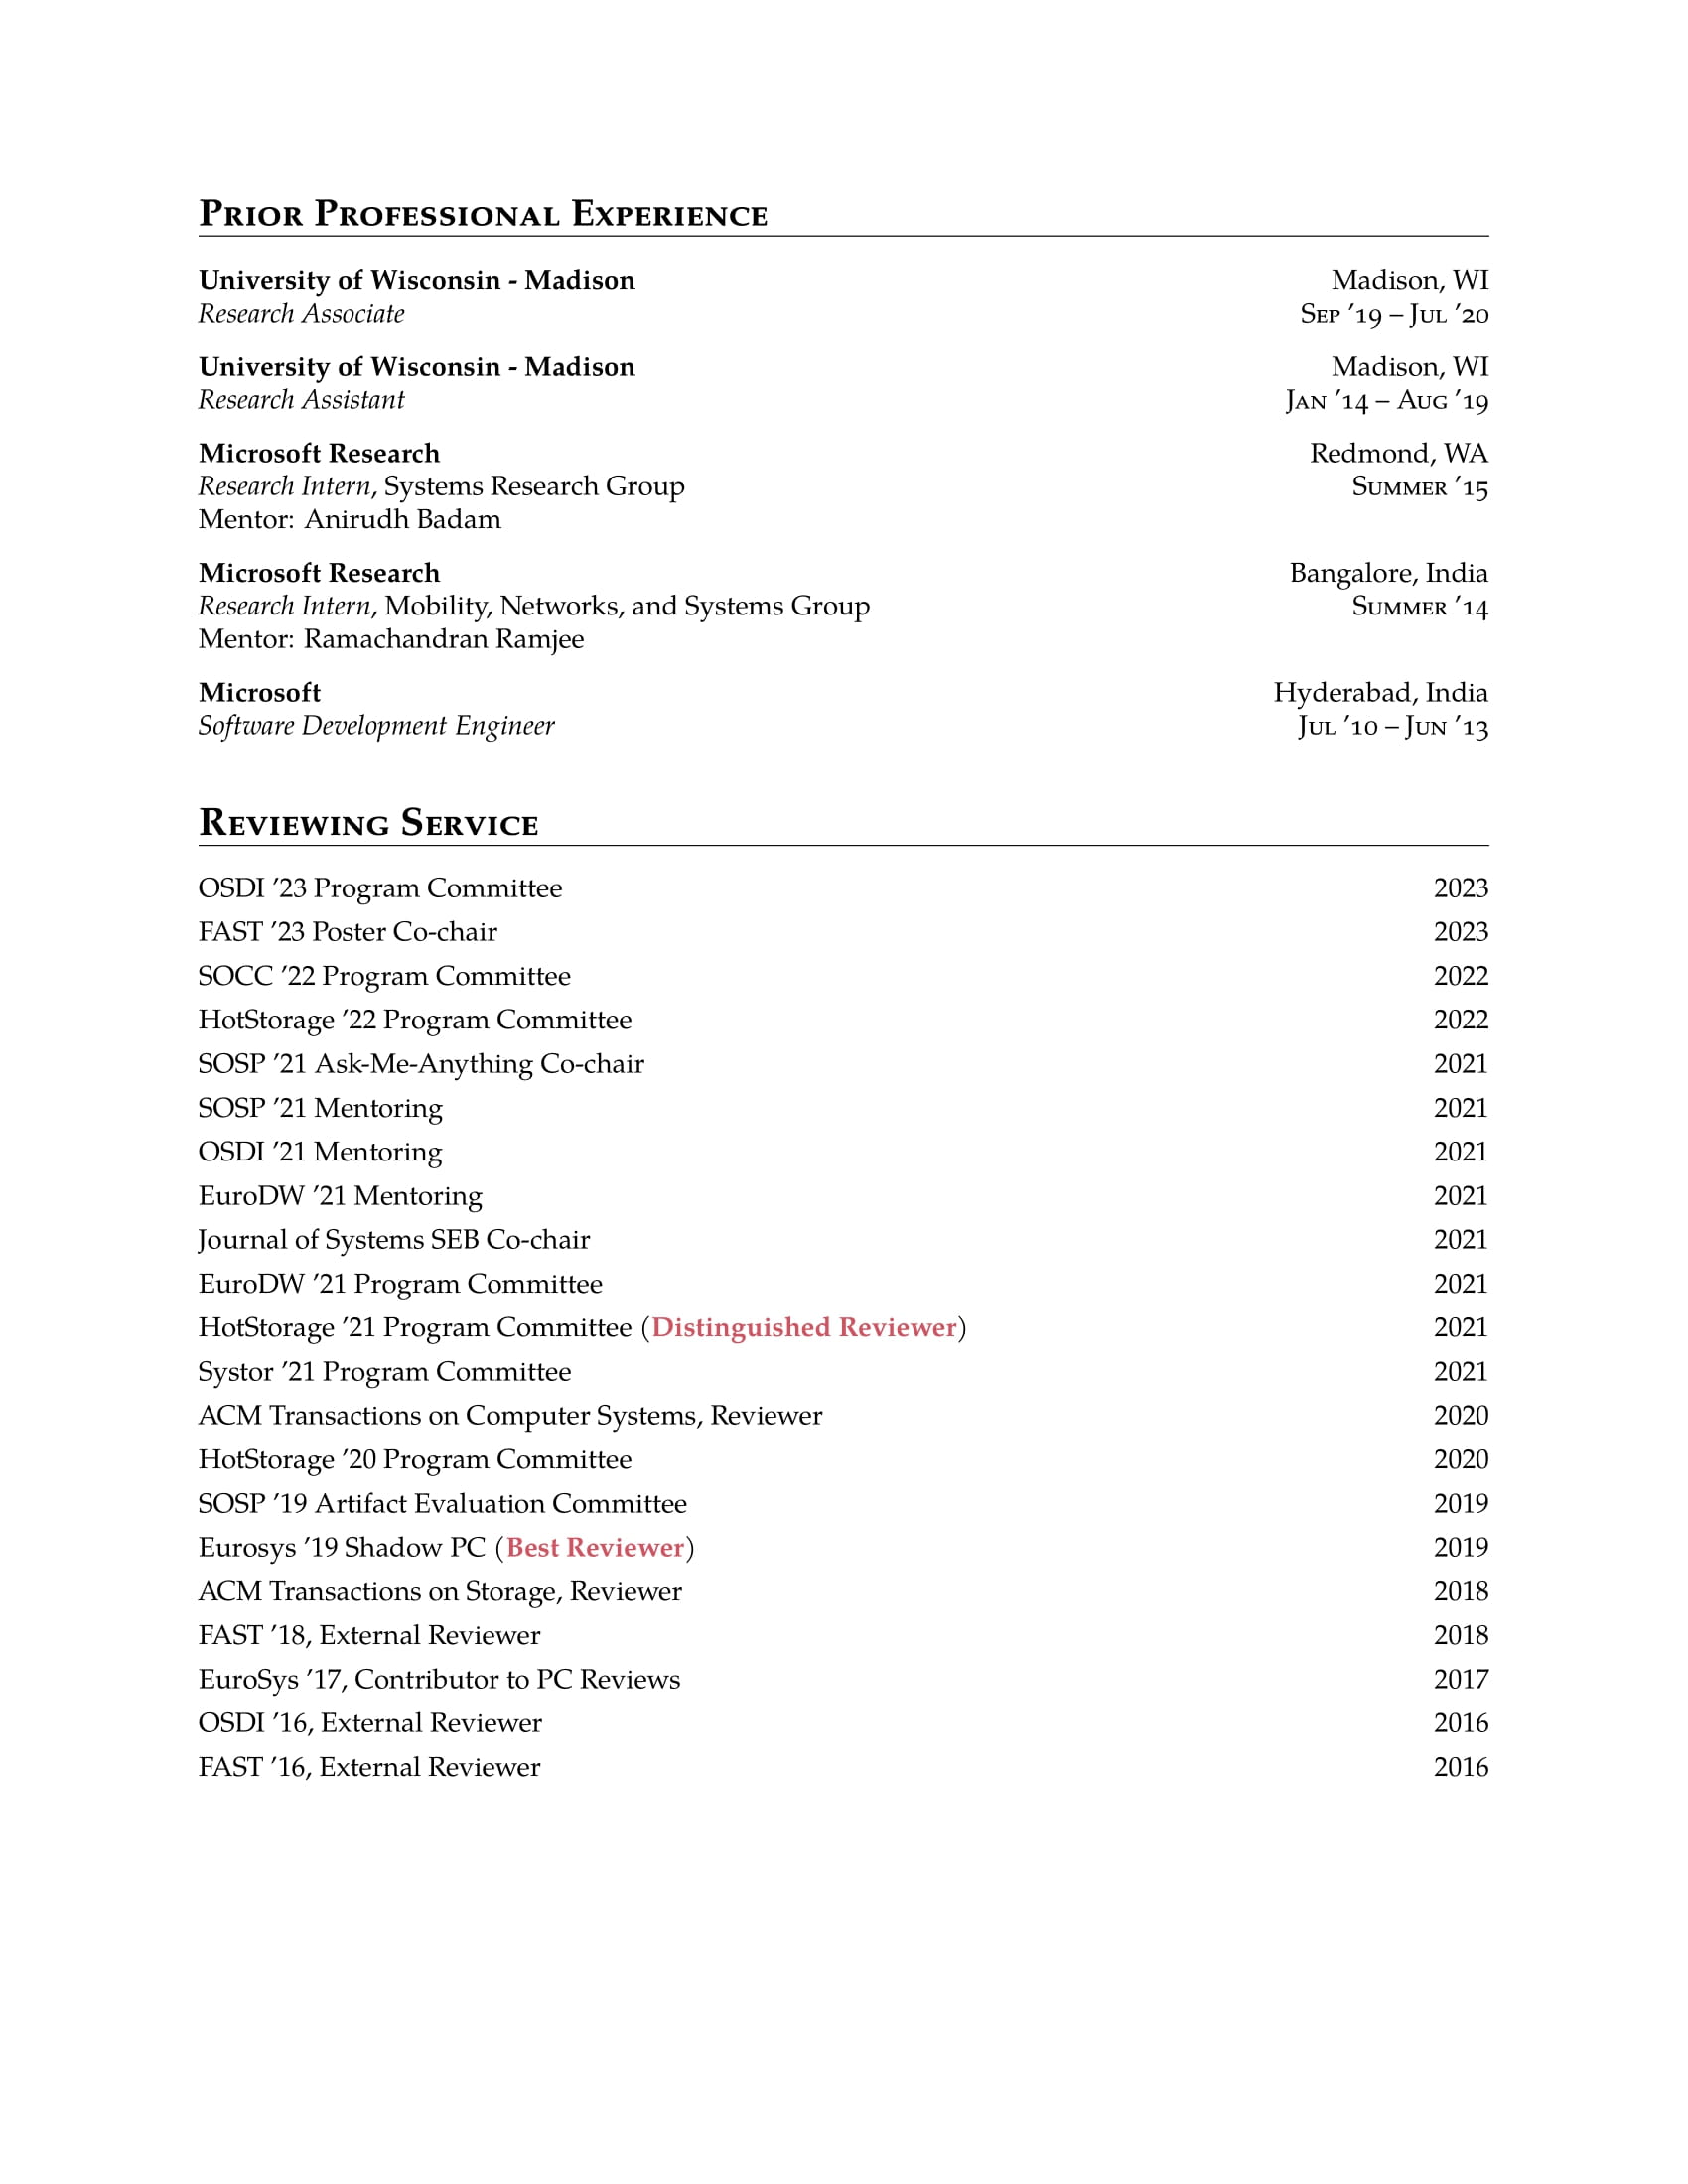 Prior Professional Experience
University of Wisconsin - Madison Madison, WI
Research Associate Sep ’19 – Jul ’20
University of Wisconsin - Madison Madison, WI
Research Assistant Jan ’14 – Aug ’19
Microsoft Research Redmond, WA
Research Intern, Systems Research Group Summer ’15
Mentor: Anirudh Badam
Microsoft Research Bangalore, India
Research Intern, Mobility, Networks, and Systems Group Summer ’14
Mentor: Ramachandran Ramjee
Microsoft Hyderabad, India
Software Development Engineer Jul ’10 – Jun ’13
Reviewing Service
OSDI ’23 Program Committee 2023
FAST ’23 Poster Co-chair 2023
SOCC ’22 Program Committee 2022
HotStorage ’22 Program Committee 2022
SOSP ’21 Ask-Me-Anything Co-chair 2021
SOSP ’21 Mentoring 2021
OSDI ’21 Mentoring 2021
EuroDW ’21 Mentoring 2021
Journal of Systems SEB Co-chair 2021
EuroDW ’21 Program Committee 2021
HotStorage ’21 Program Committee (Distinguished Reviewer) 2021
Systor ’21 Program Committee 2021
ACM Transactions on Computer Systems, Reviewer 2020
HotStorage ’20 Program Committee 2020
SOSP ’19 Artifact Evaluation Committee 2019
Eurosys ’19 Shadow PC (Best Reviewer) 2019
ACM Transactions on Storage, Reviewer 2018
FAST ’18, External Reviewer 2018
EuroSys ’17, Contributor to PC Reviews 2017
OSDI ’16, External Reviewer 2016
FAST ’16, External Reviewer 2016